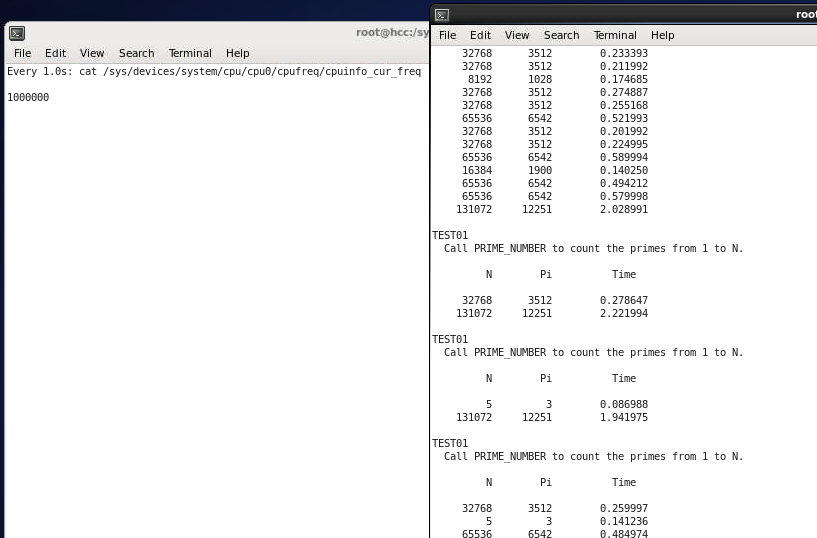 root@hcc:/sy
File Edit View Search Terminal Help
Every 1.0s: cat /sys/devices/system/cpu/cpu0/cpufreq/cpuinfo_cur_freq
1000000
roo
File Edit View Search Terminal Help
32768 3512 0.233393
32768 3512 0.211992
8192 1028 0.174685
32768 3512 0.274887
32768 3512 0.255168
65536 6542 0.521993
32768 3512 0.201992
32768 3512 0.224995
65536 6542 0.589994
16384 1900 0.140250
65536 6542 0.494212
65536 6542 0.579998
131072 12251 2.028991
TEST01
Call PRIME_NUMBER to count the primes from 1 to N.
N Pi Time
32768 3512 0.278647
131072 12251 2.221994
TEST01
Call PRIME_NUMBER to count the primes from 1 to N.
N Pi Time
5 3 0.086988
131072 12251 1.941975
TEST01
Call PRIME_NUMBER to count the primes from 1 to N.
N Pi Time
32768 3512 0.259997
5 3 0.141236
65536 6542 0.484974